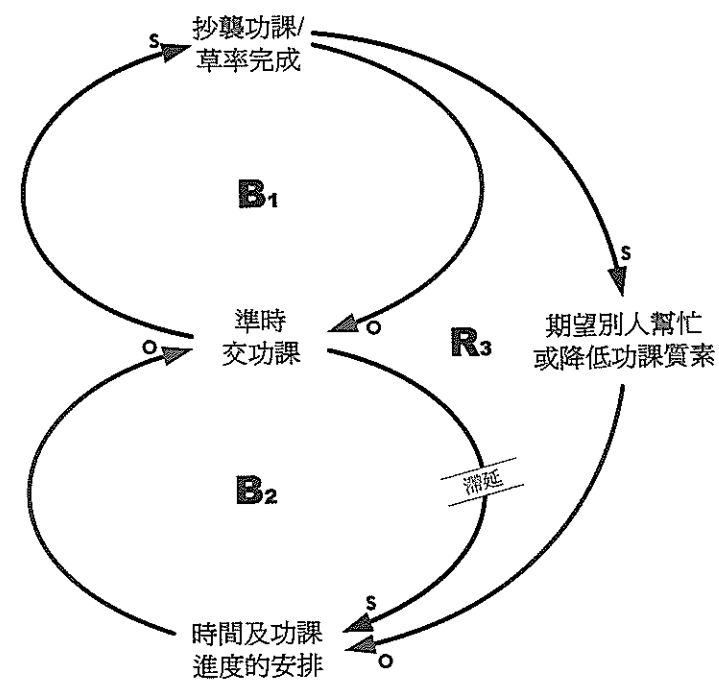 抄襲功課/
草率完成
s
B1
s
準時
交功課
o
o
R3
期望別人幫忙
或降低功課質素
B2
滯延
s
時間及功課
進度的安排
o